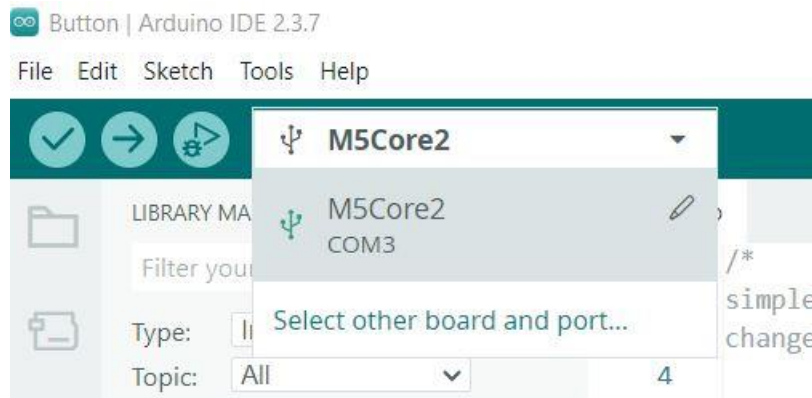 Button | Arduino IDE 2.3.7
File Edit Sketch Tools Help
M5Core2
M5Core2
COM3
LIBRARY MA
Filter your
Select other board and port...
Type:
Topic: All
/*
simple
change
4